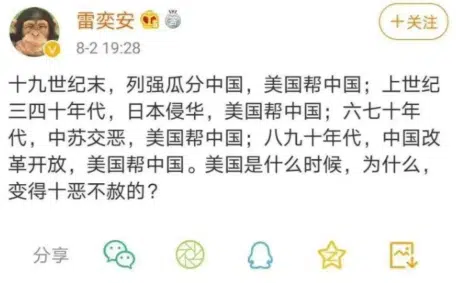 雷奕安
+关注
8-2 19:28
十九世纪末，列强瓜分中国，美国帮中国；上世纪
三四十年代，日本侵华，美国帮中国；六七十年
代，中苏交恶，美国帮中国；八九十年代，中国改
革开放，美国帮中国。美国是什么时候，为什么，
变得十恶不赦的？
分享